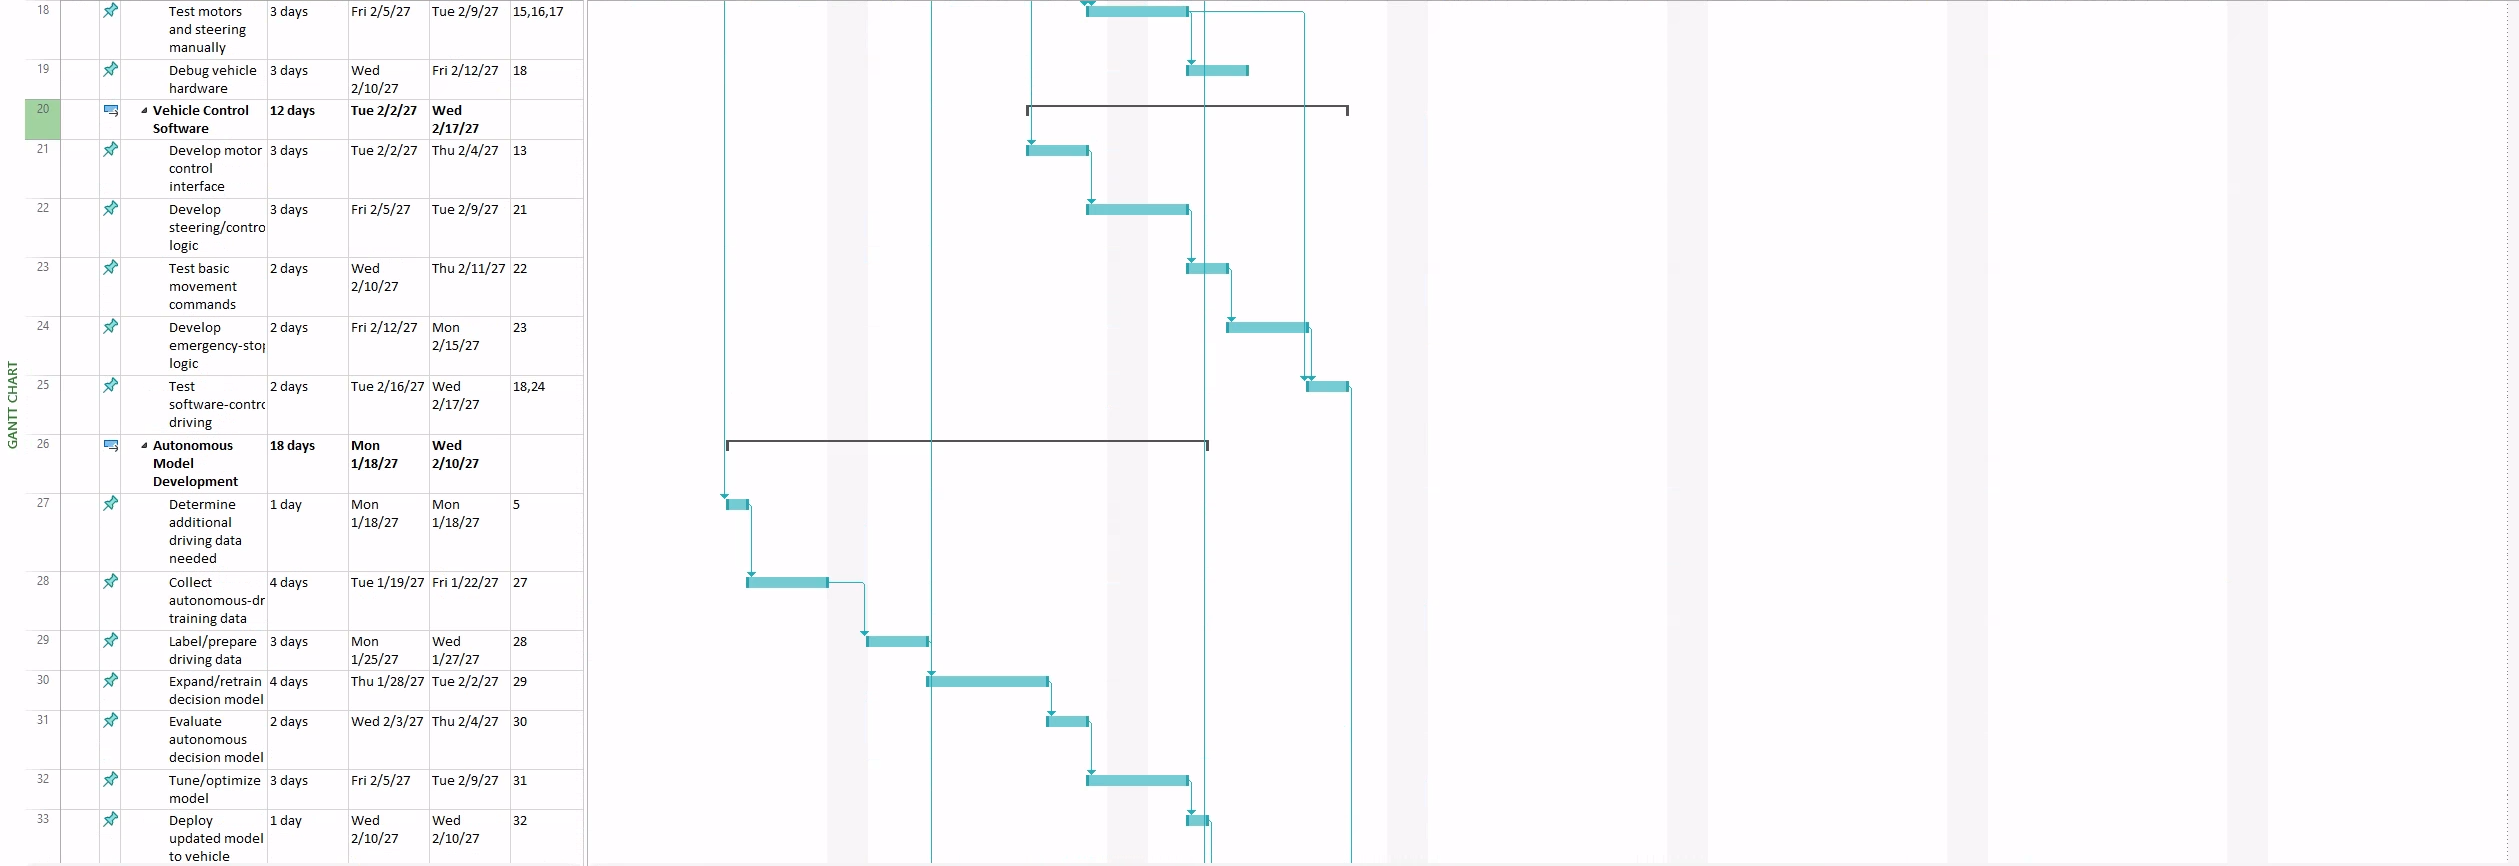 GANTT CHART
18 Test motors 3 days Fri 2/5/27 Tue 2/9/27 15,16,17
and steering
manually
19 Debug vehicle 3 days Wed Fri 2/12/27 18
hardware 2/10/27
20 Vehicle Control 12 days Tue 2/2/27 Wed
Software 2/17/27
21 Develop motor 3 days Tue 2/2/27 Thu 2/4/27 13
control
interface
22 Develop 3 days Fri 2/5/27 Tue 2/9/27 21
steering/contro
logic
23 Test basic 2 days Wed Thu 2/11/27 22
movement 2/10/27
commands
24 Develop 2 days Fri 2/12/27 Mon 23
emergency-stop 2/15/27
logic
25 Test 2 days Tue 2/16/27 Wed 18,24
software-contro 2/17/27
driving
26 Autonomous 18 days Mon Wed
Model 1/18/27 2/10/27
Development
27 Determine 1 day Mon Mon 5
additional 1/18/27 1/18/27
driving data
needed
28 Collect 4 days Tue 1/19/27 Fri 1/22/27 27
autonomous-dr
training data
29 Label/prepare 3 days Mon Wed 28
driving data 1/25/27 1/27/27
30 Expand/retrain 4 days Thu 1/28/27 Tue 2/2/27 29
decision model
31 Evaluate 2 days Wed 2/3/27 Thu 2/4/27 30
autonomous
decision model
32 Tune/optimize 3 days Fri 2/5/27 Tue 2/9/27 31
model
33 Deploy 1 day Wed Wed 32
updated model 2/10/27 2/10/27
to vehicle